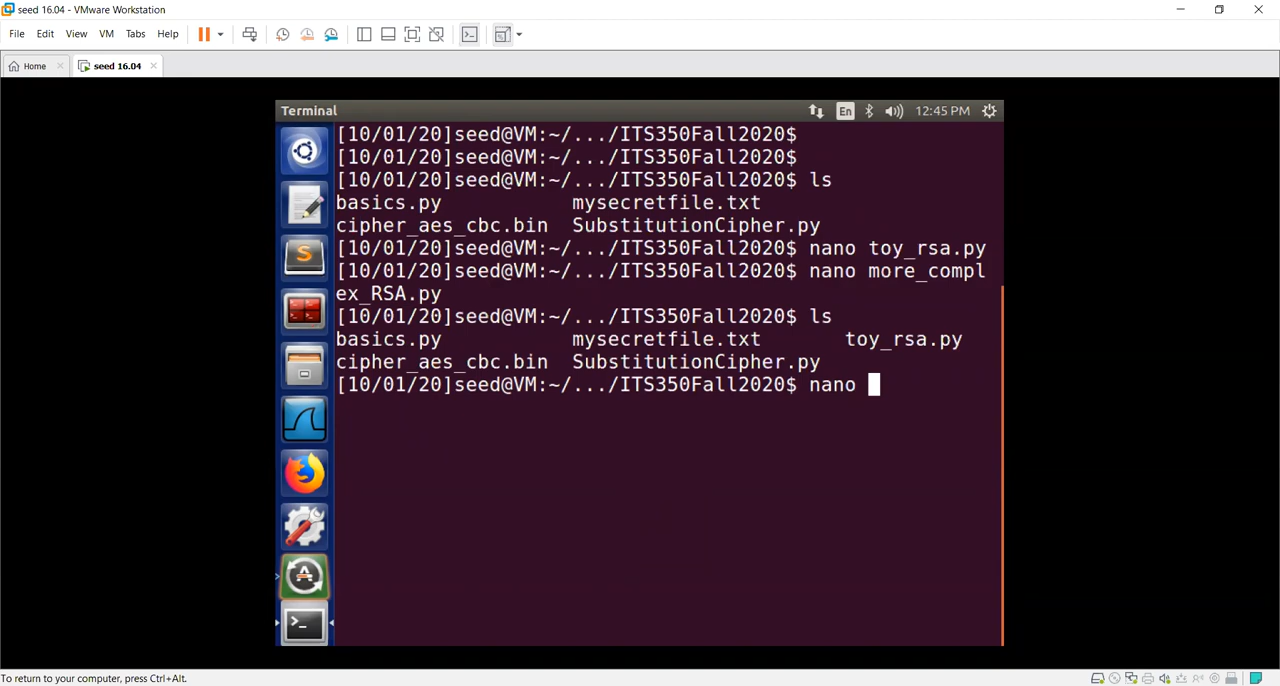 seed 16.04 - VMware Workstation
File Edit View VM Tabs Help
Home seed 16.04
Terminal En 12:45 PM
[10/01/20]seed@VM:~/.../ITS350Fall2020$
[10/01/20]seed@VM:~/.../ITS350Fall2020$
[10/01/20]seed@VM:~/.../ITS350Fall2020$ ls
basics.py mysecretfile.txt
cipher_aes_cbc.bin SubstitutionCipher.py
[10/01/20]seed@VM:~/.../ITS350Fall2020$ nano toy_rsa.py
[10/01/20]seed@VM:~/.../ITS350Fall2020$ nano more_compl
ex_RSA.py
[10/01/20]seed@VM:~/.../ITS350Fall2020$ ls
basics.py mysecretfile.txt toy_rsa.py
cipher_aes_cbc.bin SubstitutionCipher.py
[10/01/20]seed@VM:~/.../ITS350Fall2020$ nano
To return to your computer, press Ctrl+Alt.